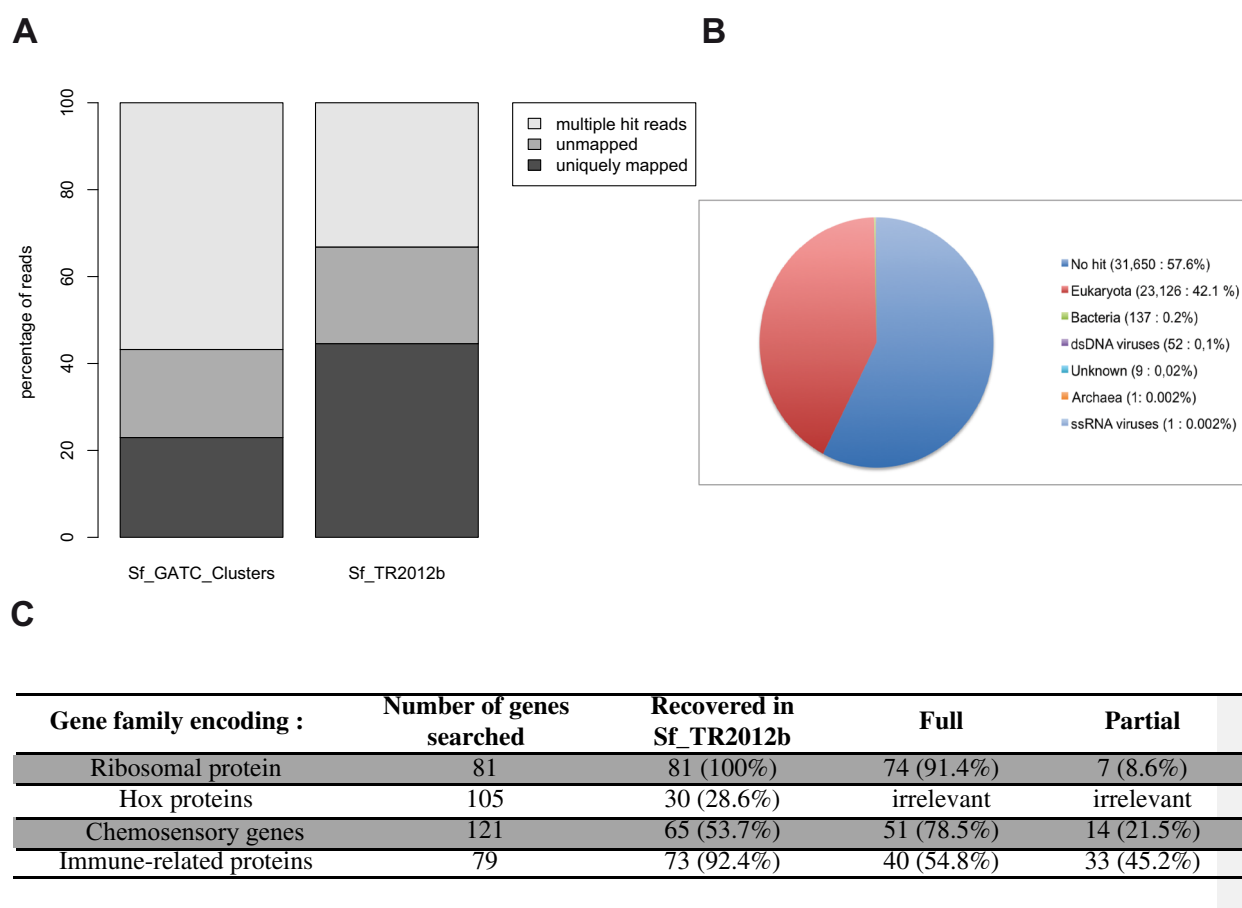 A
B
100
80
60
40
20
0
percentage of reads
Sf_GATC_Clusters
Sf_TR2012b
multiple hit reads
unmapped
uniquely mapped
No hit (31,650 : 57.6%)
Eukaryota (23,126 : 42.1 %)
Bacteria (137 : 0.2%)
dsDNA viruses (52 : 0,1%)
Unknown (9 : 0,02%)
Archaea (1: 0.002%)
ssRNA viruses (1 : 0.002%)
C
Gene family encoding : Number of genes searched Recovered in Sf_TR2012b Full Partial
Ribosomal protein 81 81 (100%) 74 (91.4%) 7 (8.6%)
Hox proteins 105 30 (28.6%) irrelevant irrelevant
Chemosensory genes 121 65 (53.7%) 51 (78.5%) 14 (21.5%)
Immune-related proteins 79 73 (92.4%) 40 (54.8%) 33 (45.2%)